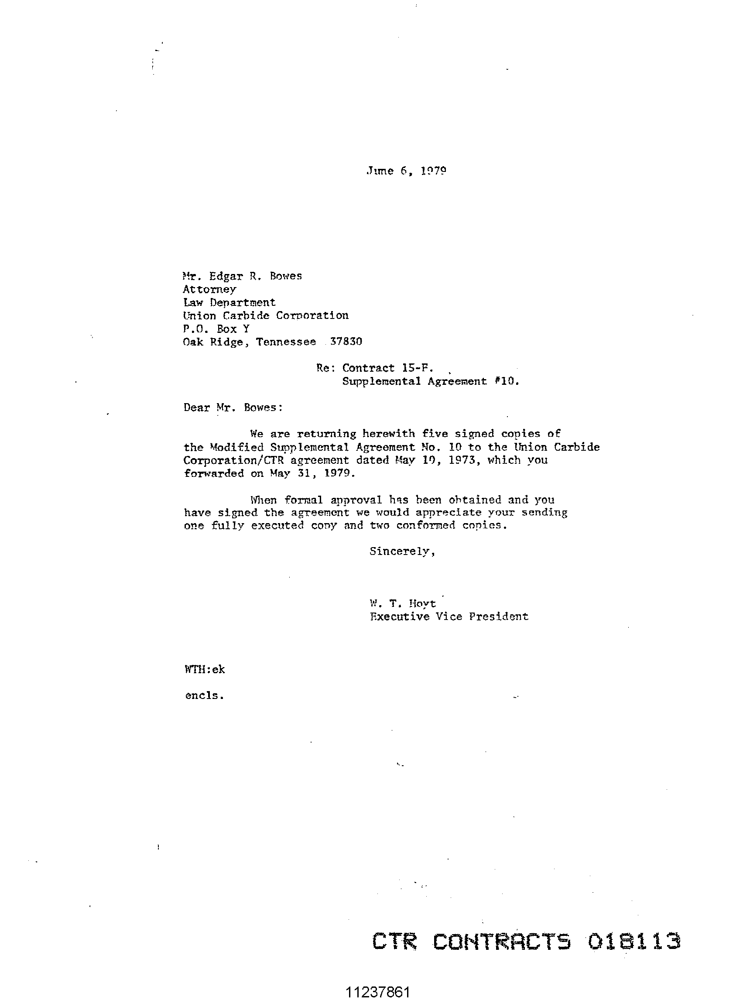 June 6, 1979
Mr. Edgar R. Bowes
Attorney
Law Department
Union Carbide Corporation
P.O. Box Y
Oak Ridge, Tennessee 37830
Re: Contract 15-F.
Supplemental Agreement #10.
Dear Mr. Bowes:
We are returning herewith five signed copies of
the Modified Supplemental Agreement No. 10 to the Union Carbide
Corporation/CTR agreement dated May 10, 1973, which you
forwarded on May 31, 1979.
When formal approval has been obtained and you
have signed the agreement we would appreciate your sending
one fully executed copy and two conformed copies.
Sincerely,
W. T. Hoyt
Executive Vice President
WTH:ek
encls.
CTR CONTRACTS 018113
11237861